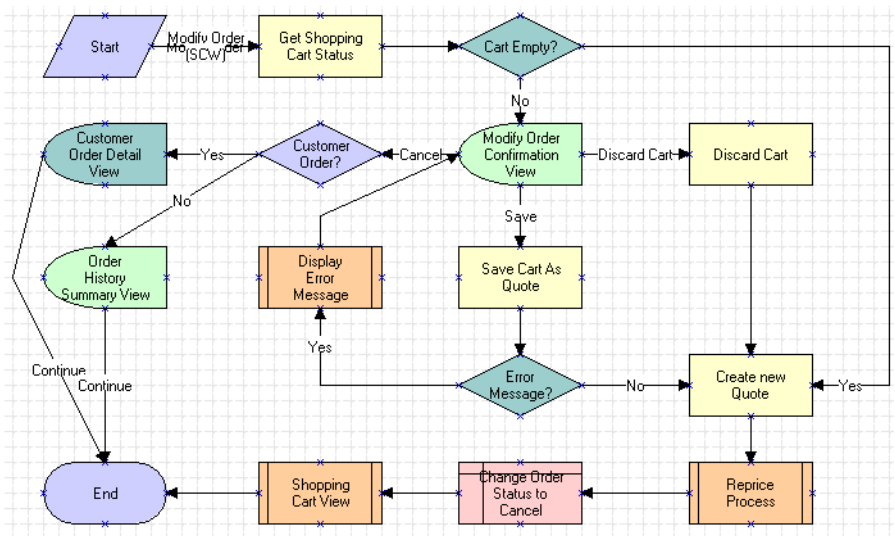 Start
Modify Order
(SCW)
Get Shopping
Cart Status
Cart Empty?
No
Customer
Order Detail
View
Yes
Customer
Order?
Cancel
Modify Order
Confirmation
View
Discard Cart
Discard Cart
No
Save
Order
History
Summary View
Display
Error
Message
Save Cart As
Quote
Yes
Continue
Continue
Error
Message?
No
Create new
Quote
Yes
End
Shopping
Cart View
Change Order
Status to
Cancel
Reprice
Process